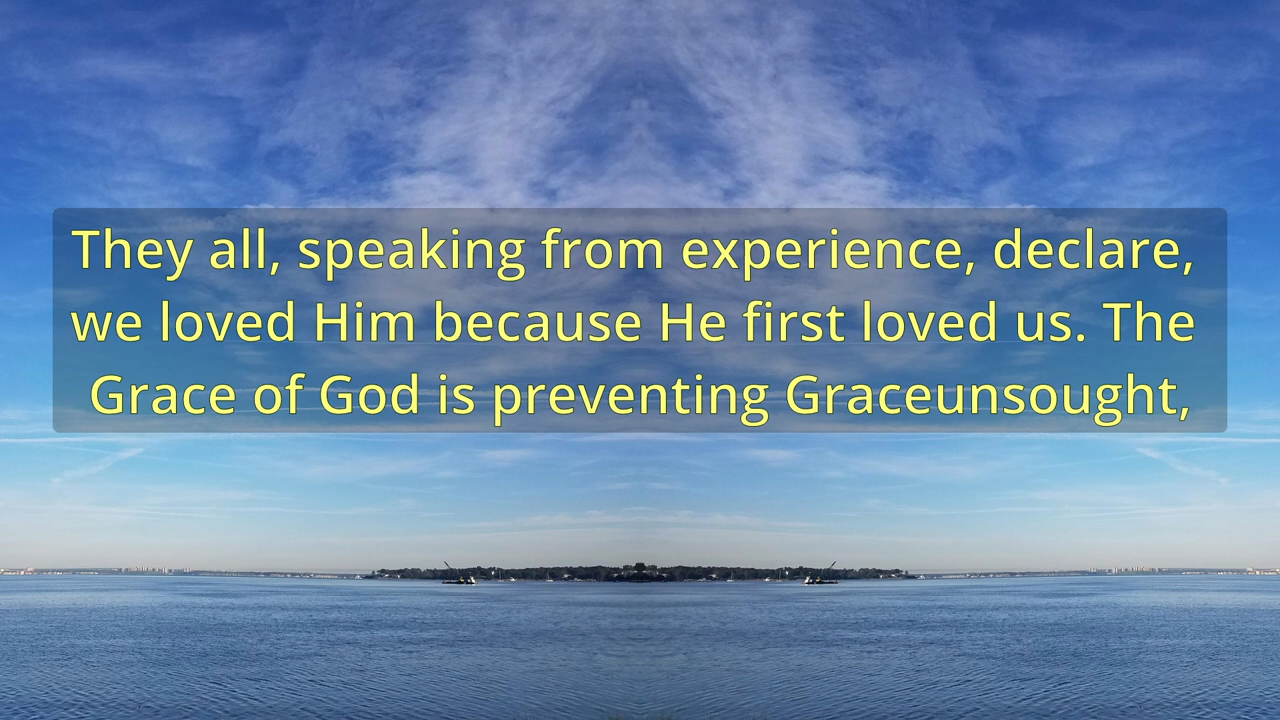 They all, speaking from experience, declare,
we loved Him because He first loved us. The
Grace of God is preventing Graceunsought,